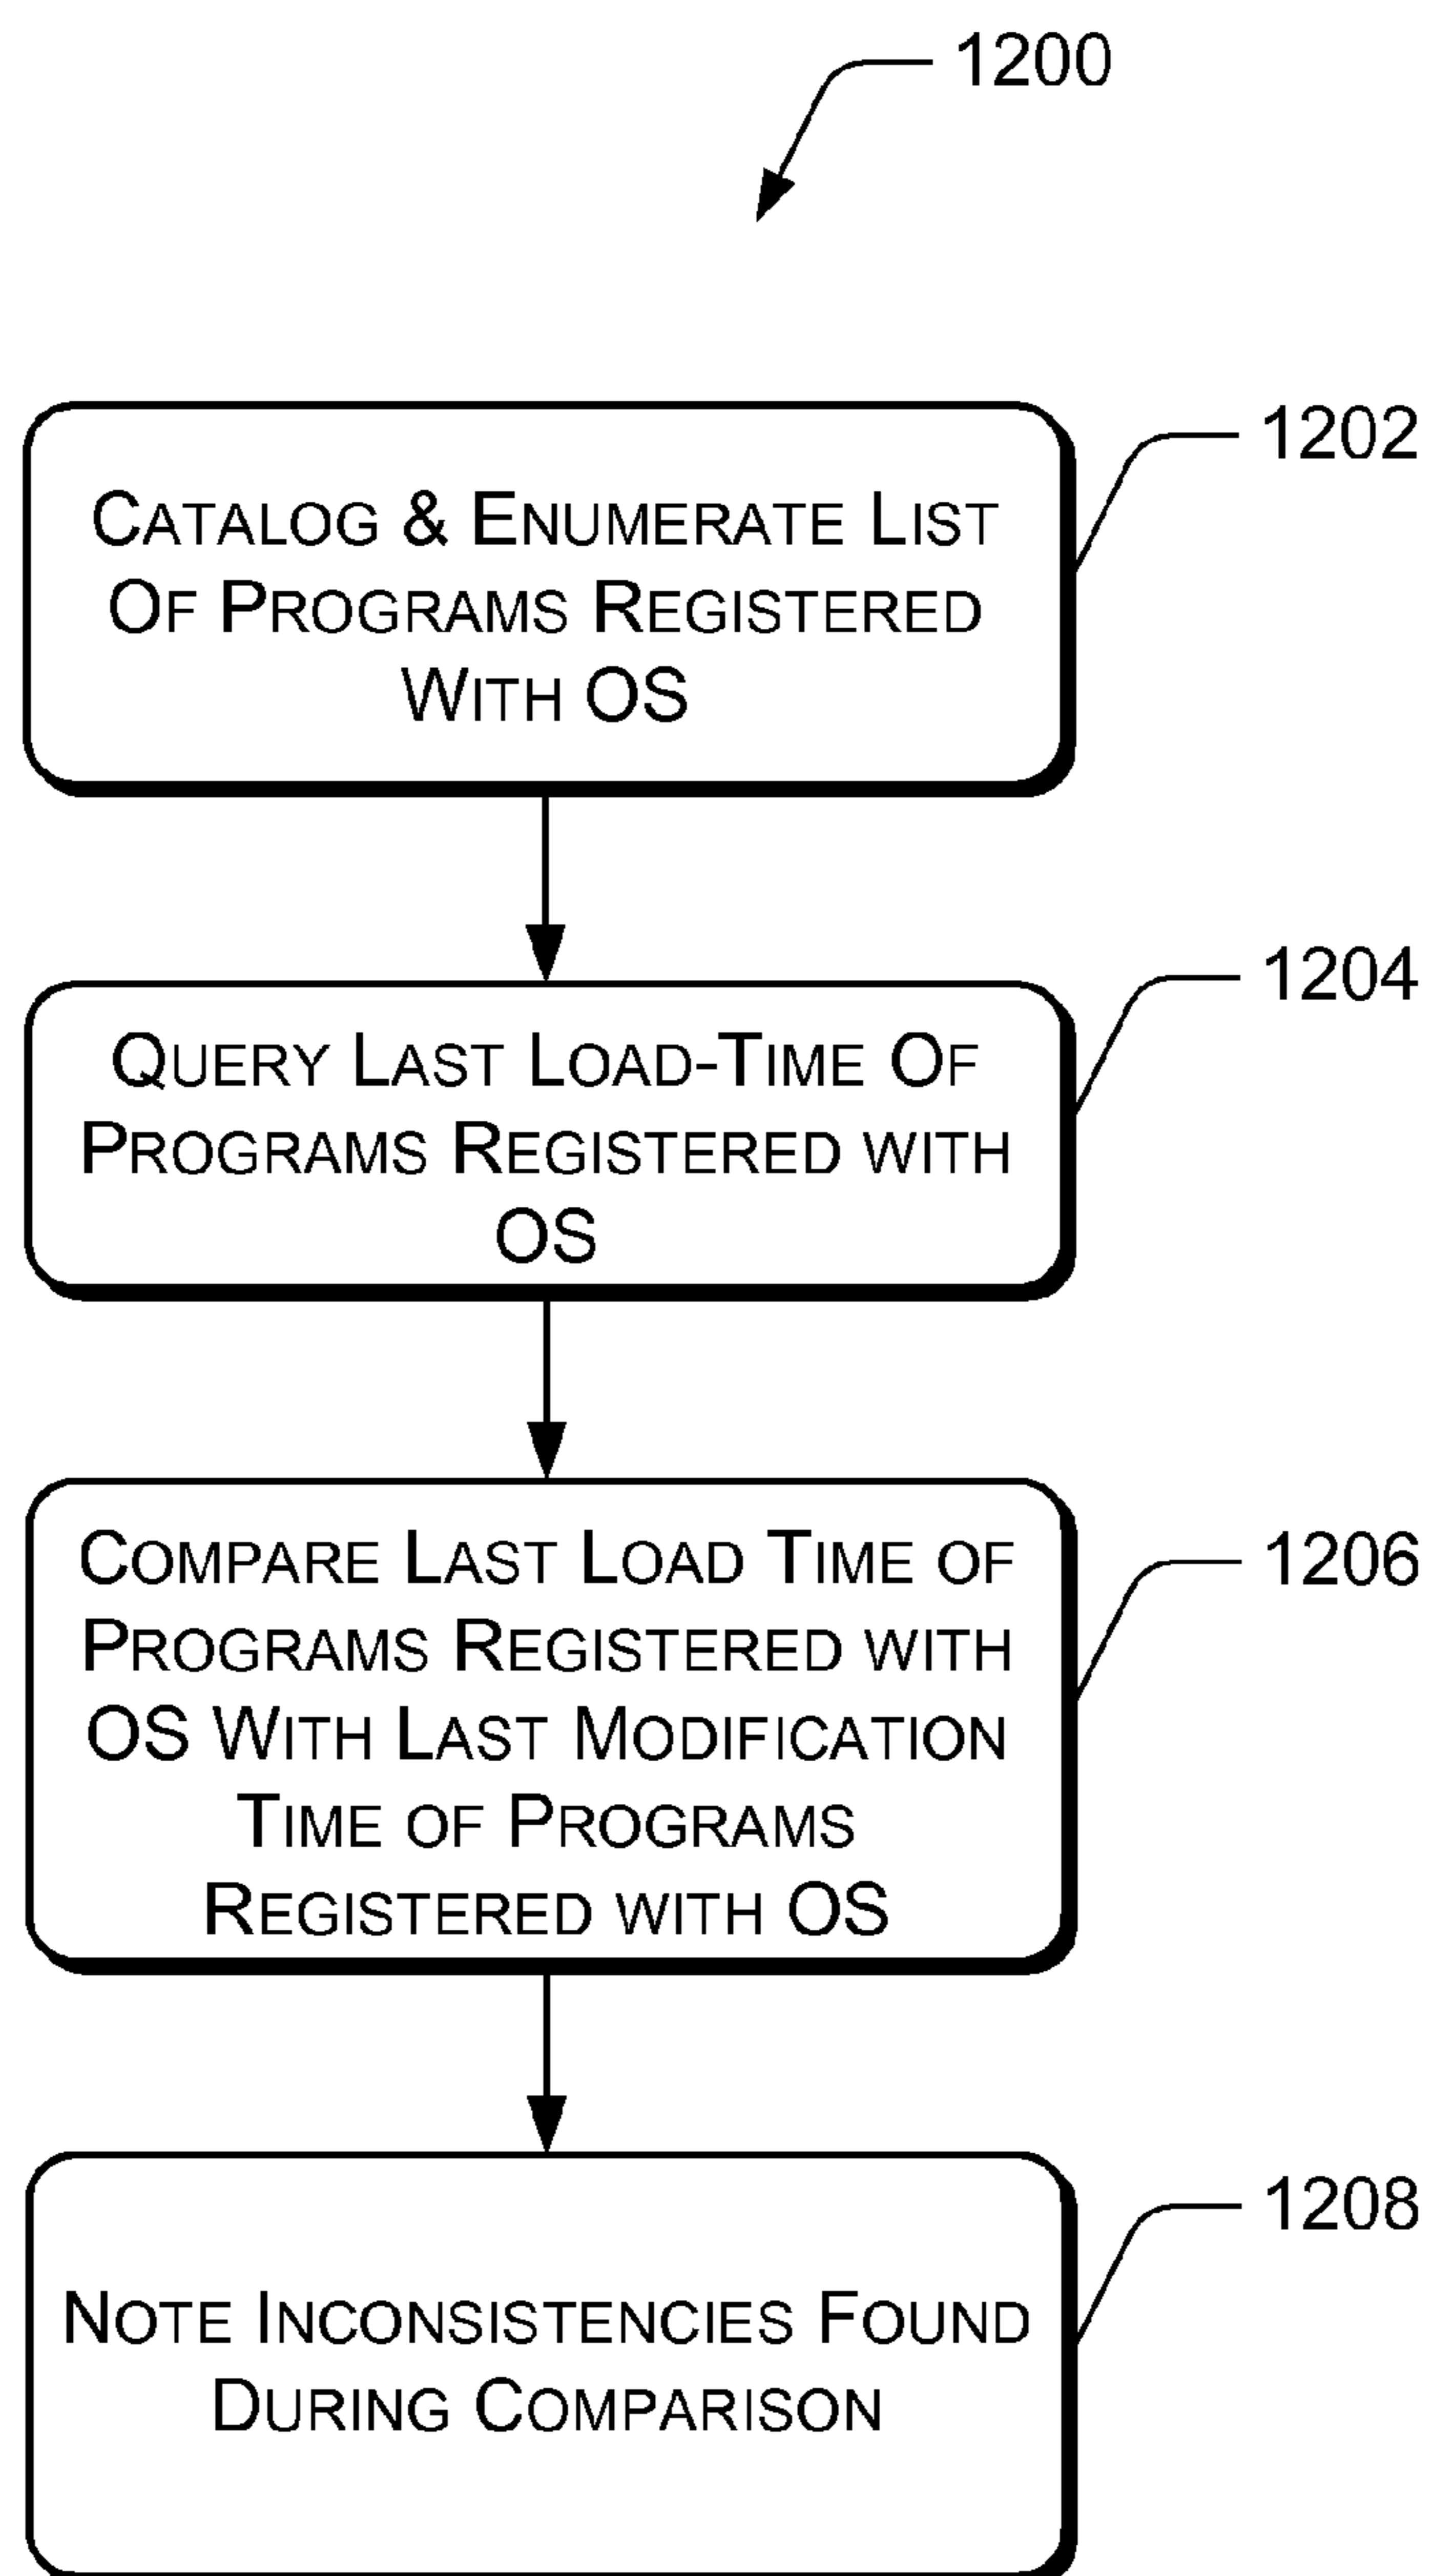 1200
1202
CATALOG & ENUMERATE LIST
OF PROGRAMS REGISTERED
WITH OS
1204
QUERY LAST LOAD-TIME OF
PROGRAMS REGISTERED WITH
OS
1206
COMPARE LAST LOAD TIME OF
PROGRAMS REGISTERED WITH
OS WITH LAST MODIFICATION
TIME OF PROGRAMS
REGISTERED WITH OS
1208
NOTE INCONSISTENCIES FOUND
DURING COMPARISON